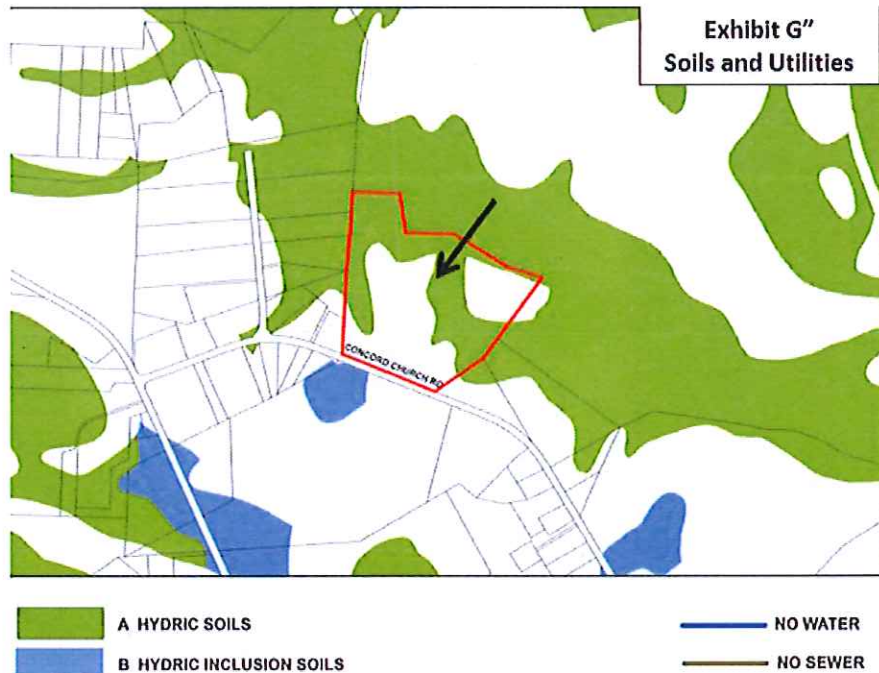 Exhibit G”
Soils and Utilities
CONCORD CHURCH RD
A HYDRIC SOILS
NO WATER
B HYDRIC INCLUSION SOILS
NO SEWER